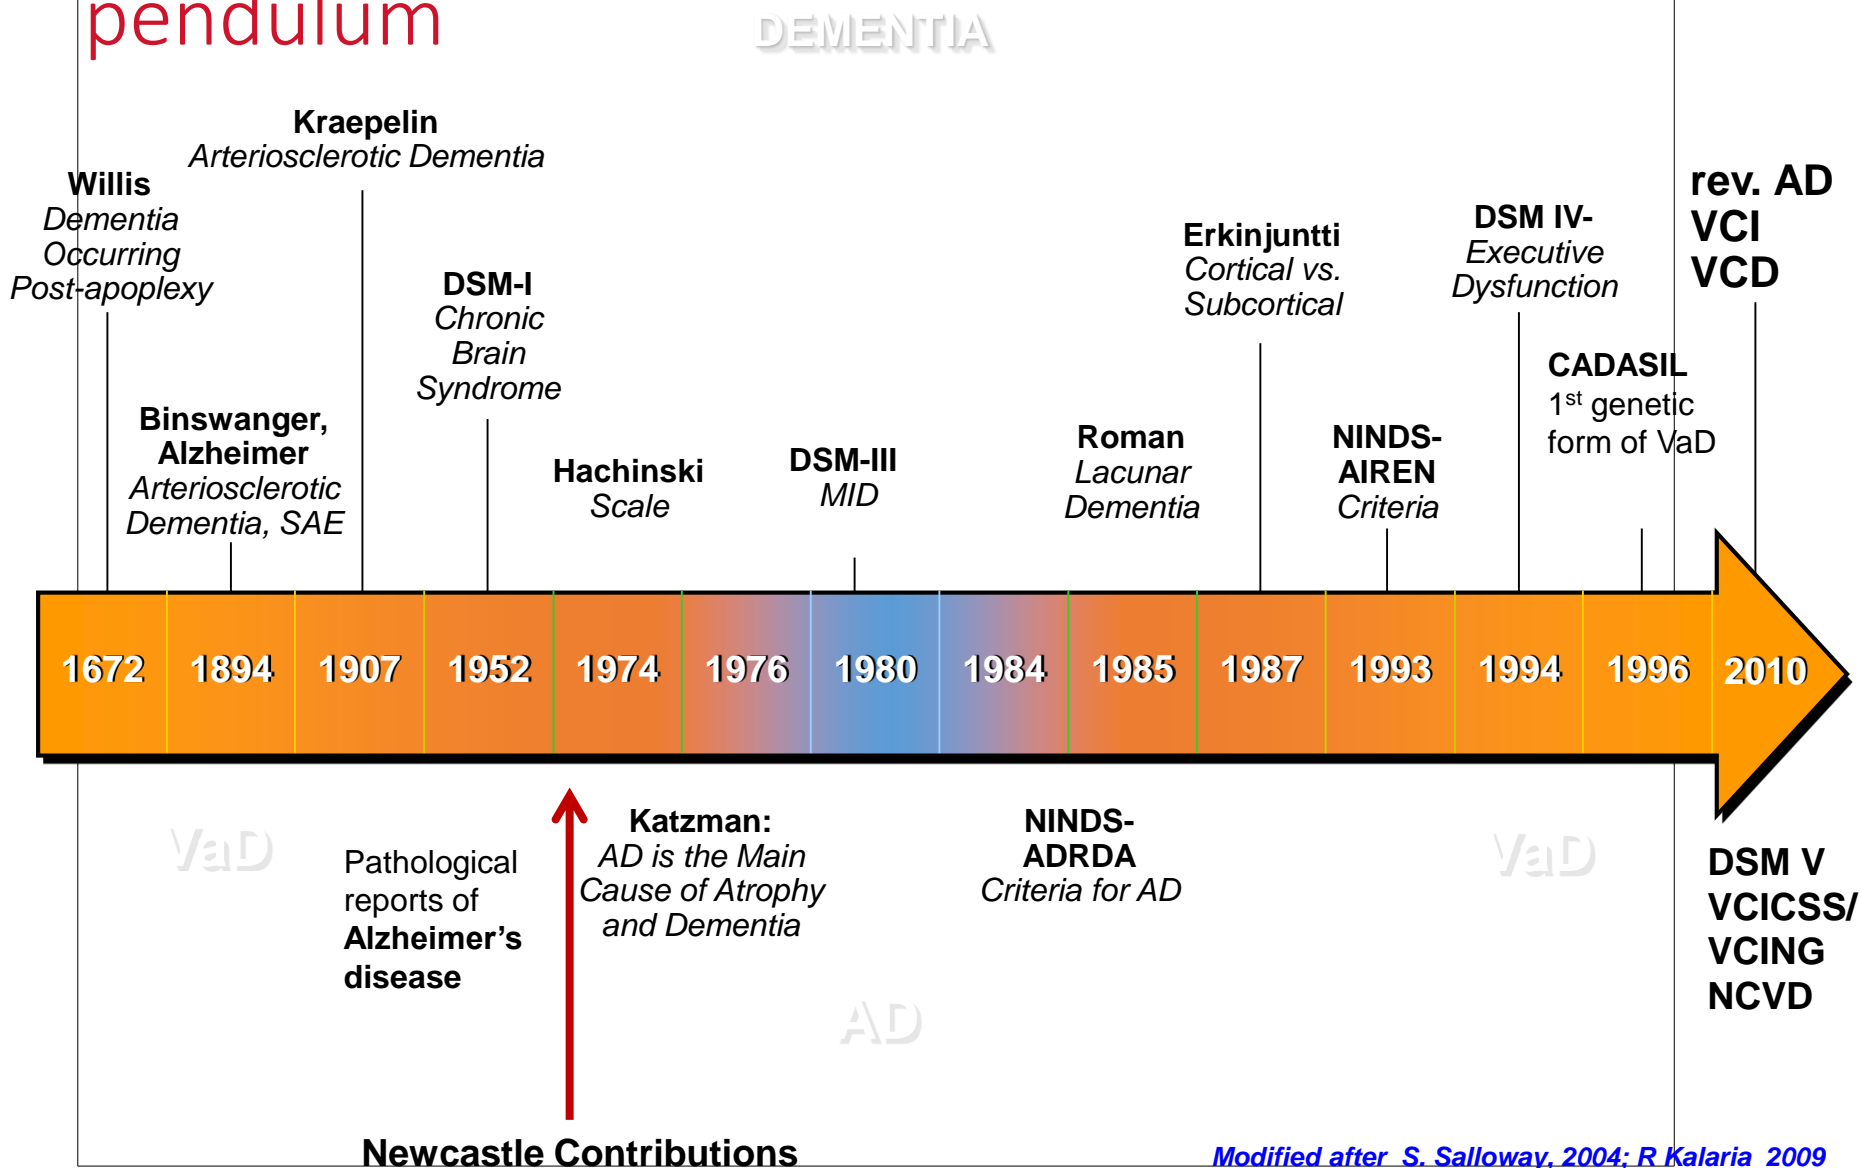 pendulum
DEMENTIA
Kraepelin
Arteriosclerotic Dementia
Willis
Dementia
Occurring
Post-apoplexy
rev. AD
VCI
VCD
DSM IV-
Executive
Dysfunction
Erkinjuntti
Cortical vs.
Subcortical
DSM-I
Chronic
Brain
Syndrome
CADASIL
1st genetic
form of VaD
Binswanger,
Alzheimer
Arteriosclerotic
Dementia, SAE
Hachinski
Scale
DSM-III
MID
Roman
Lacunar
Dementia
NINDS-
AIREN
Criteria
1672 1894 1907 1952 1974 1976 1980 1984 1985 1987 1993 1994 1996 2010
VaD
Pathological
reports of
Alzheimer’s
disease
Katzman:
AD is the Main
Cause of Atrophy
and Dementia
NINDS-
ADRDA
Criteria for AD
VaD
DSM V
VCICSS/
VCING
NCVD
AD
Newcastle Contributions
Modified after S. Salloway, 2004; R Kalaria 2009